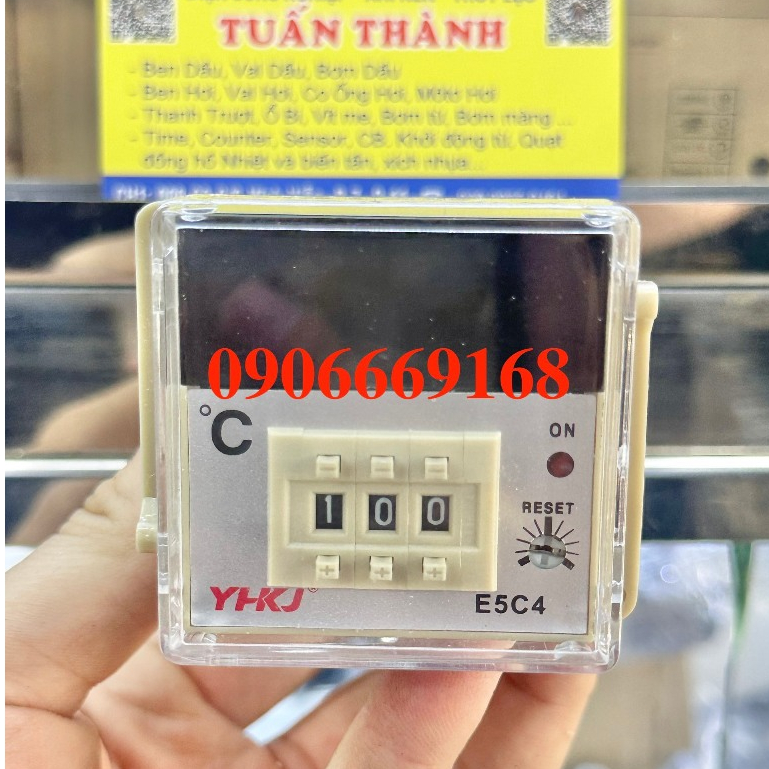 TUẤN THÀNH
- Ben Dầu, Val Dầu, Bơm Dầu
- Ben Hơi, Val Hơi, Co Ống Hơi, Môtơ Hơi
- Thanh Trượt, Ổ Bi, Vít me, Bơm từ, Bơm màng ...
- Time, Counter, Sensor, CB, Khởi động từ, Quạt
đồng hồ Nhiệt và biến tần, xích nhựa...
0906669168
°C
ON
1 0 0
RESET
+ + +
YHKJ®
E5C4